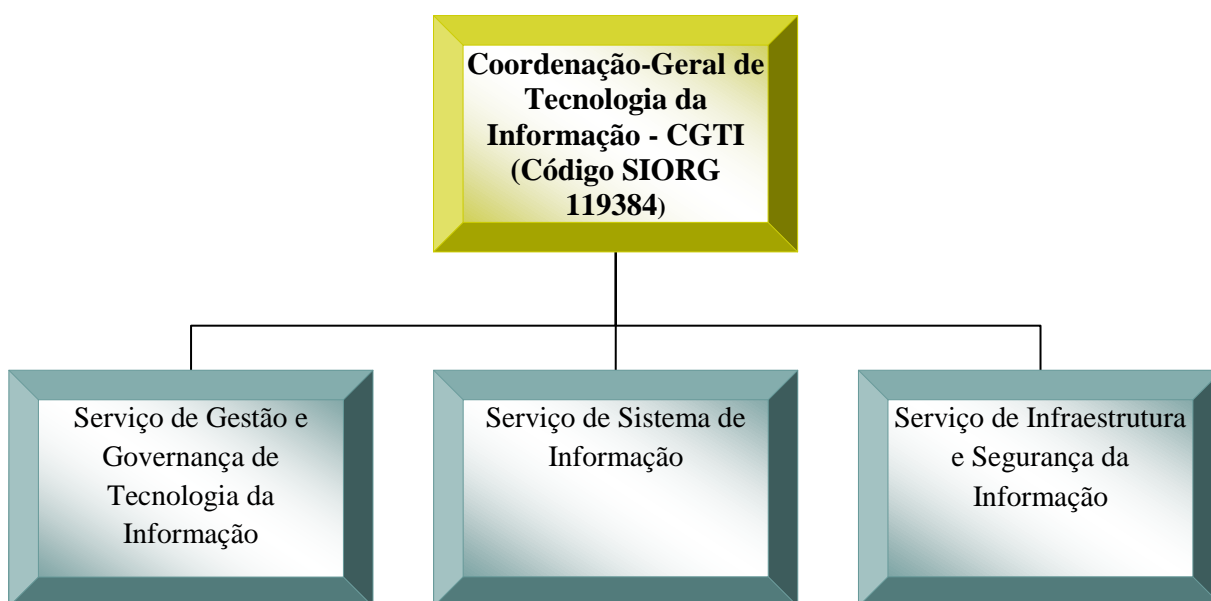 Coordenação-Geral de
Tecnologia da
Informação - CGTI
(Código SIORG
119384)
Serviço de Gestão e
Governança de
Tecnologia da
Informação
Serviço de Sistema de
Informação
Serviço de Infraestrutura
e Segurança da
Informação